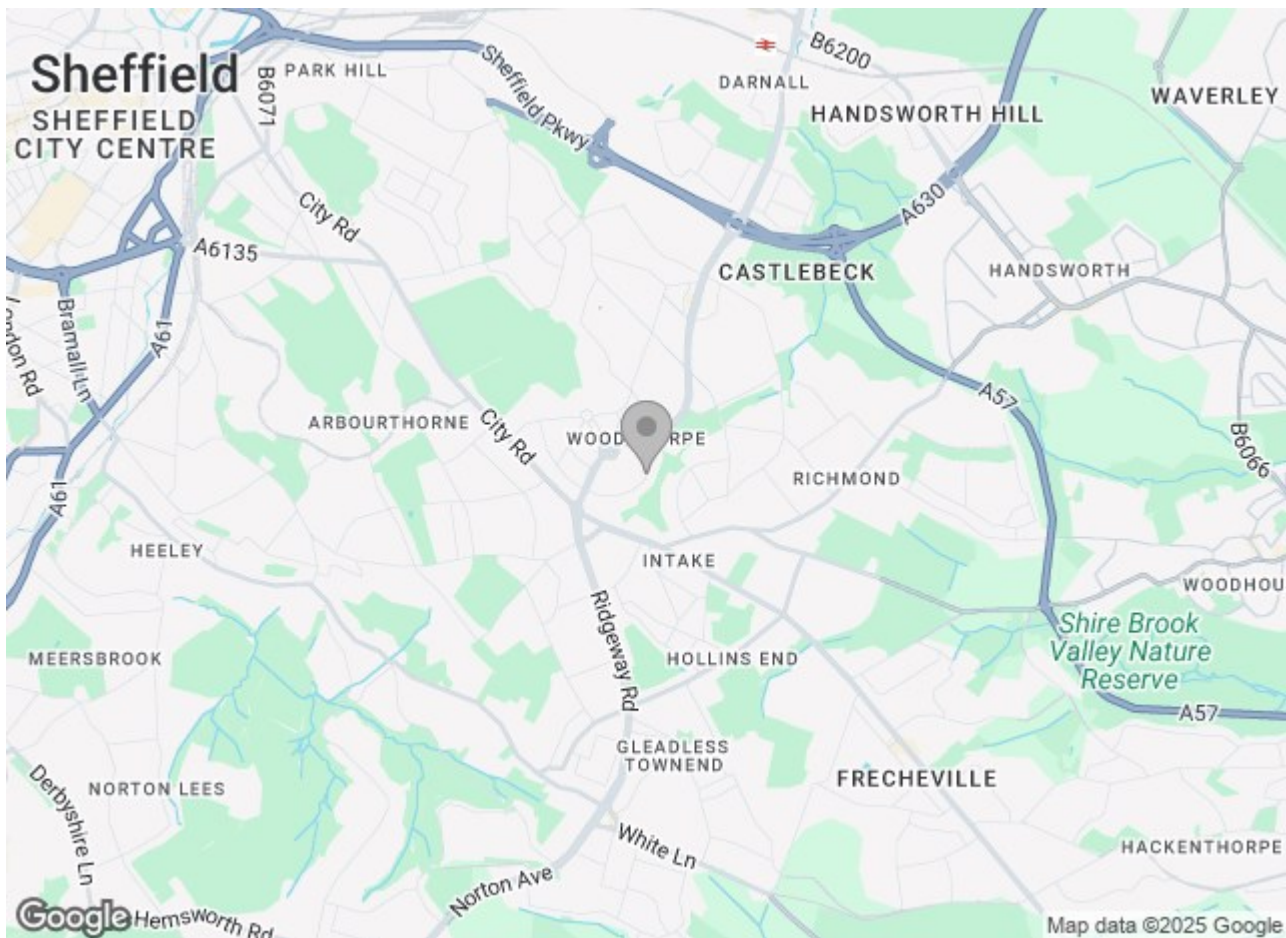 Sheffield
SHEFFIELD
CITY CENTRE
B6071
PARK HILL
Sheffield Pkwy
DARNALL
B6200
HANDSWORTH HILL
WAVERLEY
City Rd
A6135
A630
CASTLEBECK
HANDSWORTH
London Rd
Bramall Ln
A61
ARBOURTHORNE
City Rd
WOOD
RPE
A57
RICHMOND
B6066
A61
HEELEY
INTAKE
WOODHOU
Ridgeway Rd
Shire Brook
Valley Nature
Reserve
MEERSBROOK
HOLLINS END
A57
GLEADLESS
TOWNEND
FRECHEVILLE
Derbyshire Ln
NORTON LEES
White Ln
HACKENTHORPE
Norton Ave
Hemsworth Rd
Google
Map data ©2025 Google